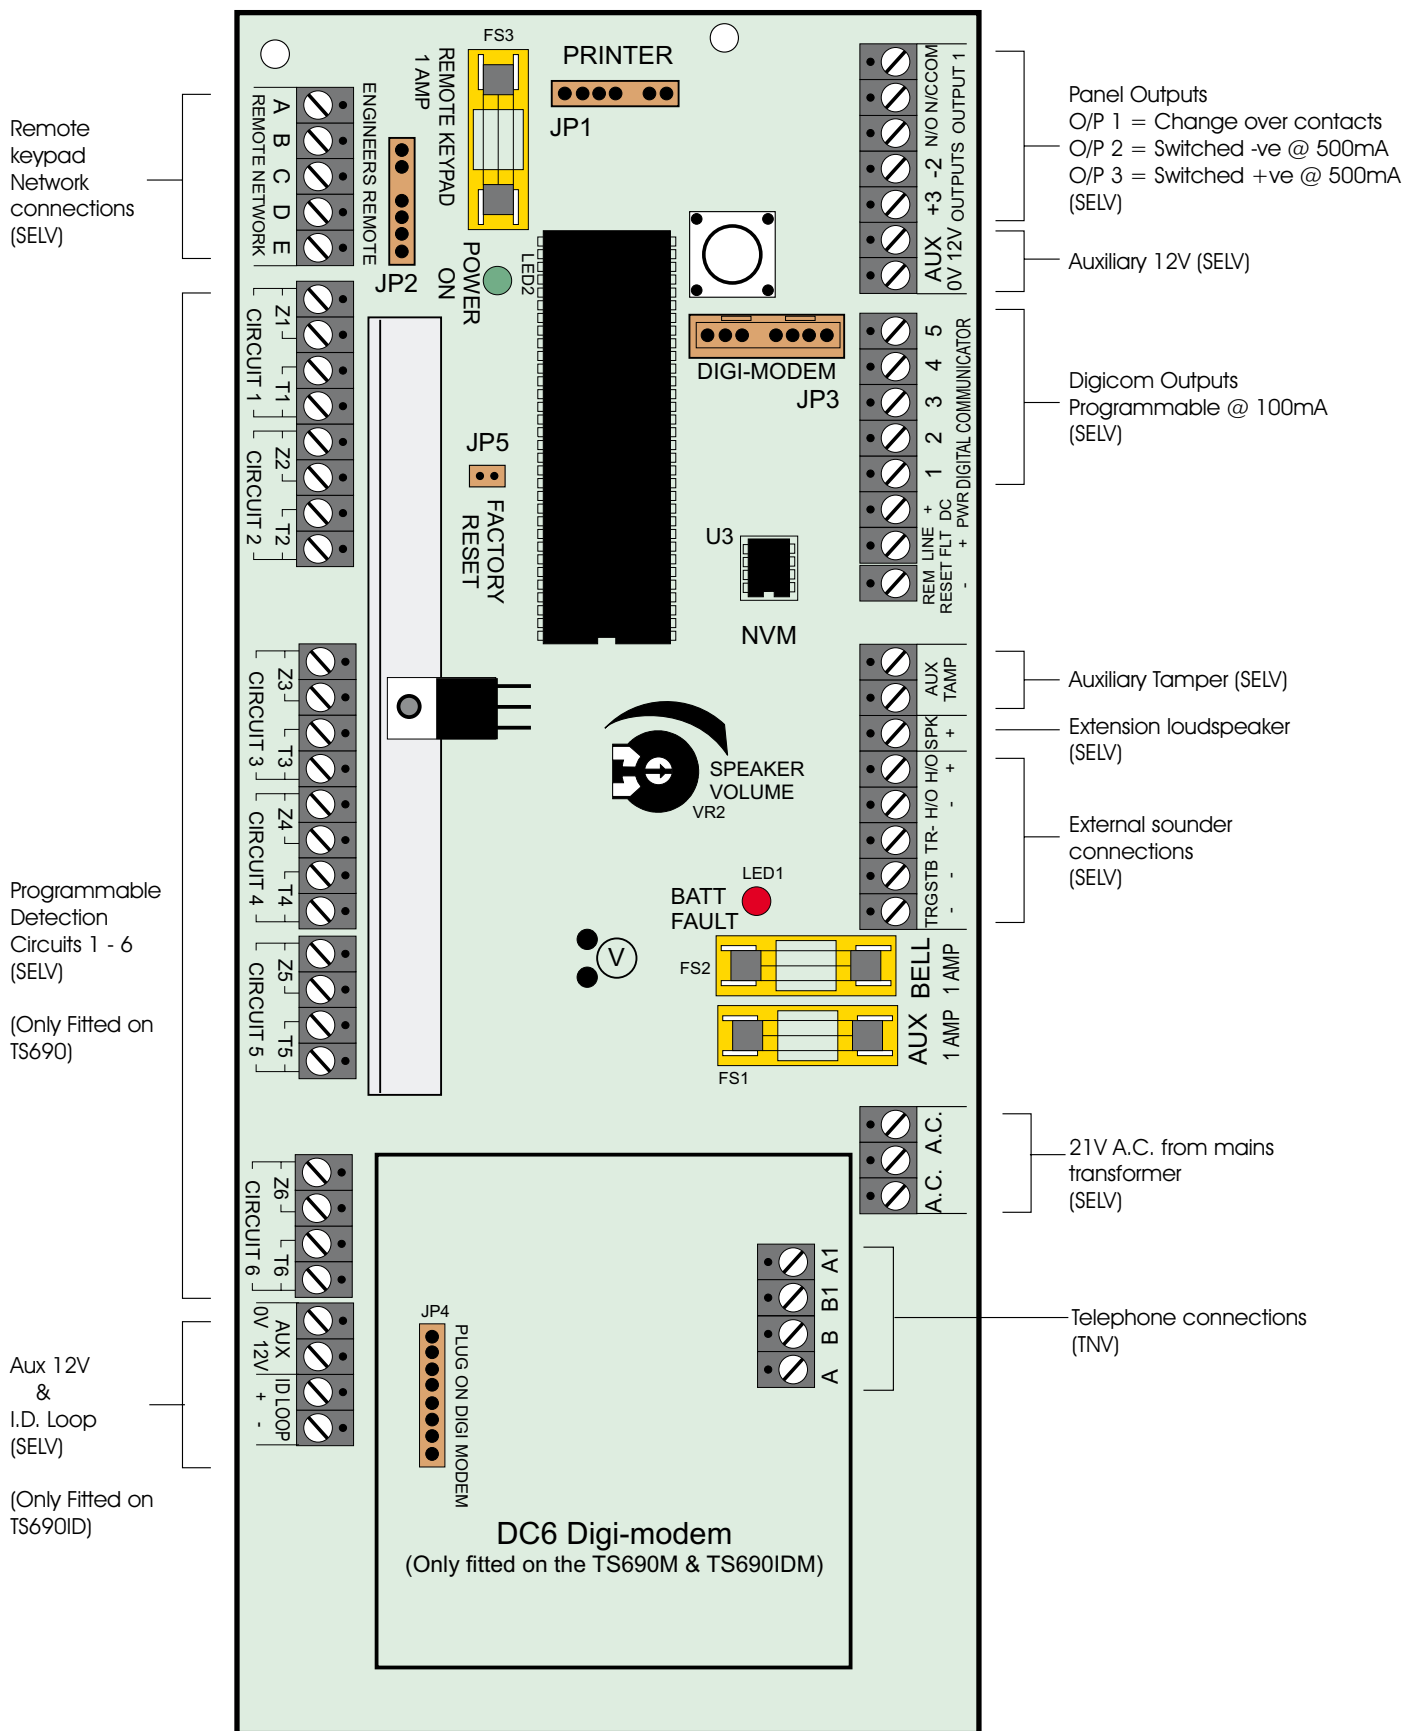 Remote
keypad
Network
connections
(SELV)
Programmable
Detection
Circuits 1 - 6
(SELV)
(Only Fitted on
TS690)
Aux 12V
&
I.D. Loop
(SELV)
(Only Fitted on
TS690ID)
A B C D E
REMOTE NETWORK
ENGINEERS REMOTE
JP2
Z1 T1
CIRCUIT 1
Z2 T2
CIRCUIT 2
Z3 T3
CIRCUIT 3
Z4 T4
CIRCUIT 4
Z5 T5
CIRCUIT 5
Z6 T6
CIRCUIT 6
AUX
0V 12V
ID LOOP
+ -
FS3
REMOTE KEYPAD
1 AMP
PRINTER
JP1
POWER
ON
LED2
DIGI-MODEM
JP3
JP5
FACTORY
RESET
U3
NVM
SPEAKER
VOLUME
VR2
LED1
BATT
FAULT
V
FS2
BELL
1 AMP
AUX
1 AMP
FS1
JP4
PLUG ON DIGI MODEM
DC6 Digi-modem
(Only fitted on the TS690M & TS690IDM)
A B B1 A1
0V 12V OUTPUTS OUTPUT 1
AUX +3 -2 N/O N/C COM
5
4
3
2
1
DIGITAL COMMUNICATOR
+ DC
PWR
LINE FLT +
REM RESET -
AUX
TAMP
SPK +
H/O +
H/O -
TR-
STB -
TRG -
A.C. A.C.
Panel Outputs
O/P 1 = Change over contacts
O/P 2 = Switched -ve @ 500mA
O/P 3 = Switched +ve @ 500mA
(SELV)
Auxiliary 12V (SELV)
Digicom Outputs
Programmable @ 100mA
(SELV)
Auxiliary Tamper (SELV)
Extension loudspeaker
(SELV)
External sounder
connections
(SELV)
21V A.C. from mains
transformer
(SELV)
Telephone connections
(TNV)